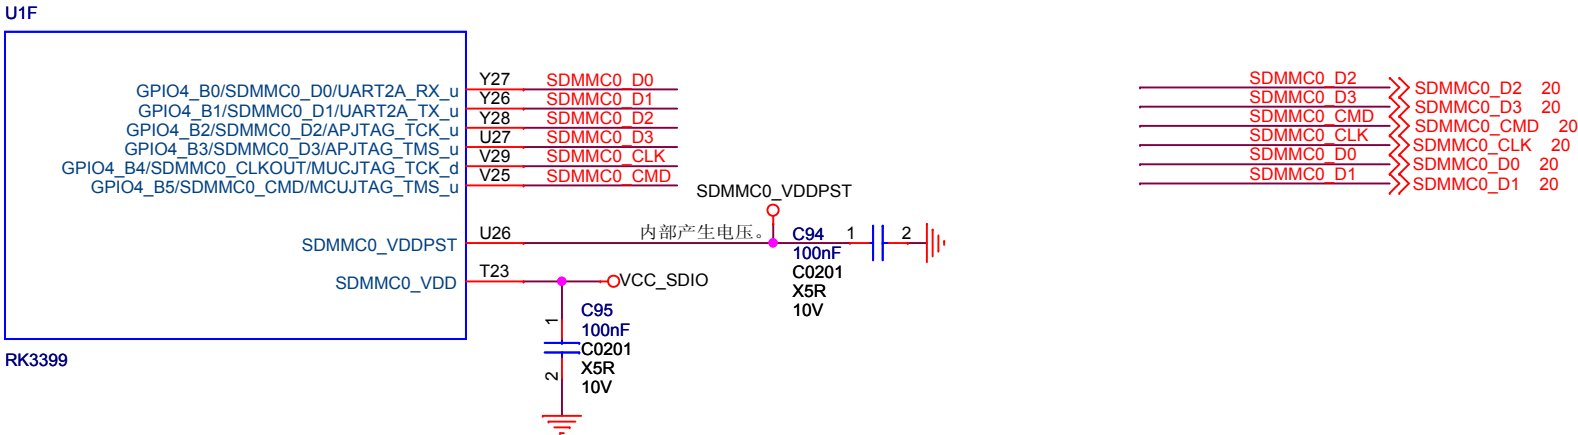 U1F
GPIO4_B0/SDMMC0_D0/UART2A_RX_u Y27 SDMMC0_D0
GPIO4_B1/SDMMC0_D1/UART2A_TX_u Y26 SDMMC0_D1
GPIO4_B2/SDMMC0_D2/APJTAG_TCK_u Y28 SDMMC0_D2
GPIO4_B3/SDMMC0_D3/APJTAG_TMS_u U27 SDMMC0_D3
GPIO4_B4/SDMMC0_CLKOUT/MUCJTAG_TCK_d V29 SDMMC0_CLK
GPIO4_B5/SDMMC0_CMD/MCUJTAG_TMS_u V25 SDMMC0_CMD
SDMMC0_VDDPST U26
SDMMC0_VDD T23
RK3399
SDMMC0_VDDPST
内部产生电压。
C94 1 2
100nF
C0201
X5R
10V
VCC_SDIO
1
2
C95
100nF
C0201
X5R
10V
SDMMC0_D2 SDMMC0_D2 20
SDMMC0_D3 SDMMC0_D3 20
SDMMC0_CMD SDMMC0_CMD 20
SDMMC0_CLK SDMMC0_CLK 20
SDMMC0_D0 SDMMC0_D0 20
SDMMC0_D1 SDMMC0_D1 20